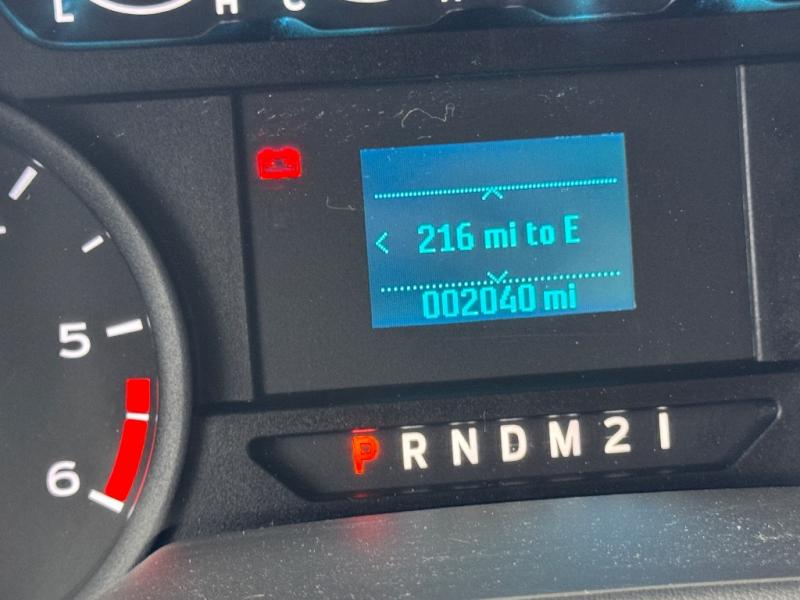 L H C H
216 mi to E
002040 mi
5
6
P R N D M 2 1